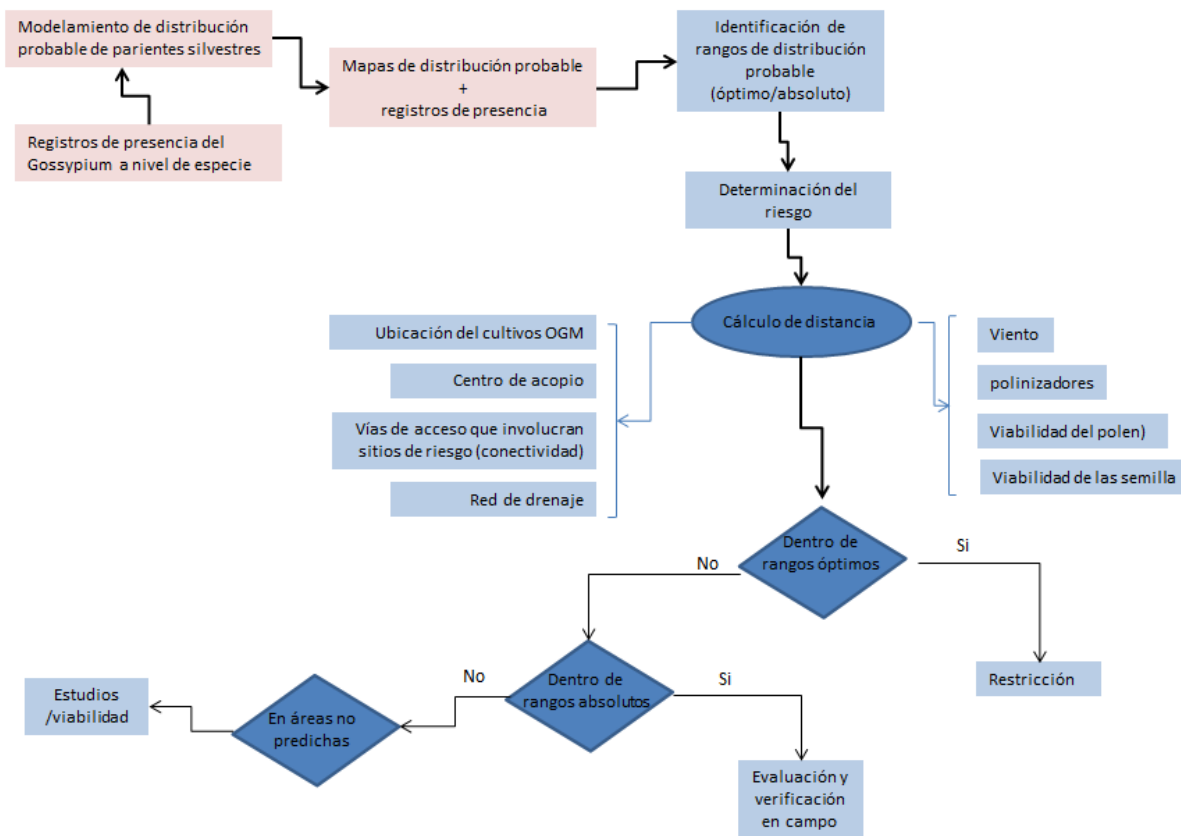 Modelamiento de distribución
probable de parientes silvestres
Mapas de distribución probable
+
registros de presencia
Identificación de
rangos de distribución
probable
(óptimo/absoluto)
Registros de presencia del
Gossypium a nivel de especie
Determinación del
riesgo
Cálculo de distancia
Ubicación del cultivos OGM
Centro de acopio
Vías de acceso que involucran
sitios de riesgo (conectividad)
Red de drenaje
Viento
polinizadores
Viabilidad del polen)
Viabilidad de las semilla
Dentro de
rangos óptimos
No
Si
Restricción
Dentro de
rangos absolutos
No
Si
Evaluación y
verificación
en campo
En áreas no
predichas
Estudios
/viabilidad